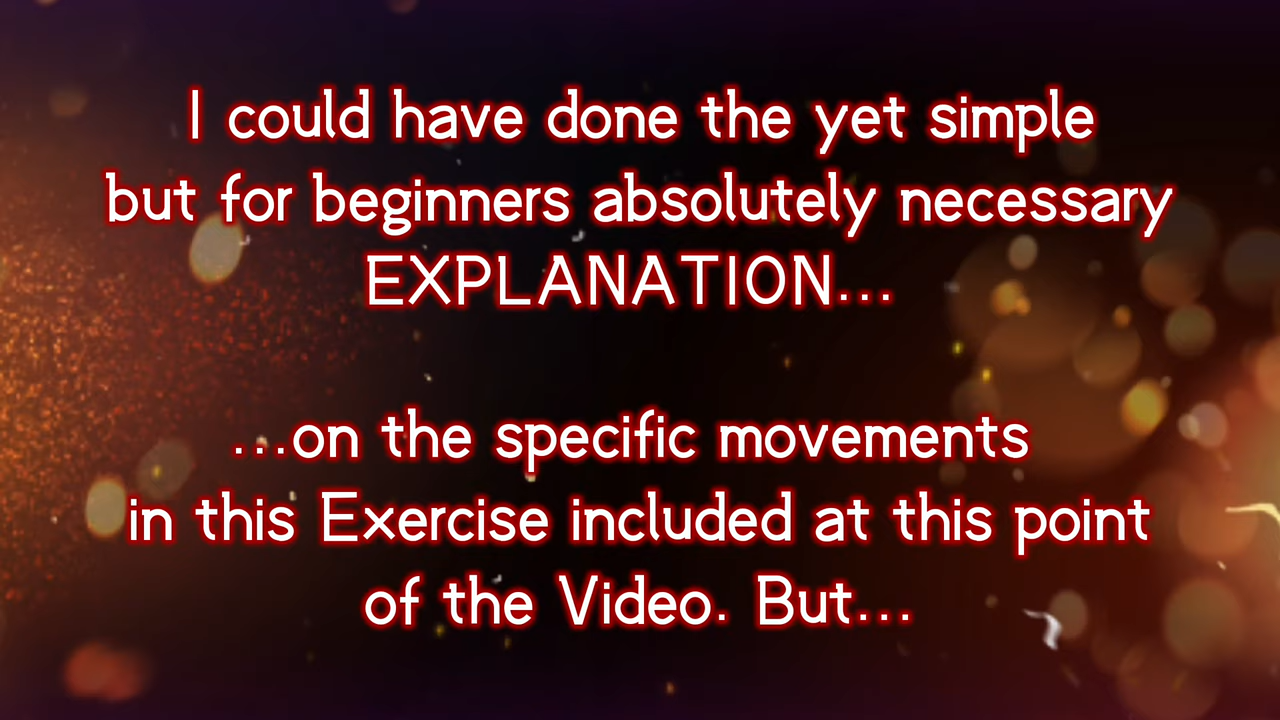 I could have done the yet simple
but for beginners absolutely necessary
EXPLANATION...
...on the specific movements
in this Exercise included at this point
of the Video. But...